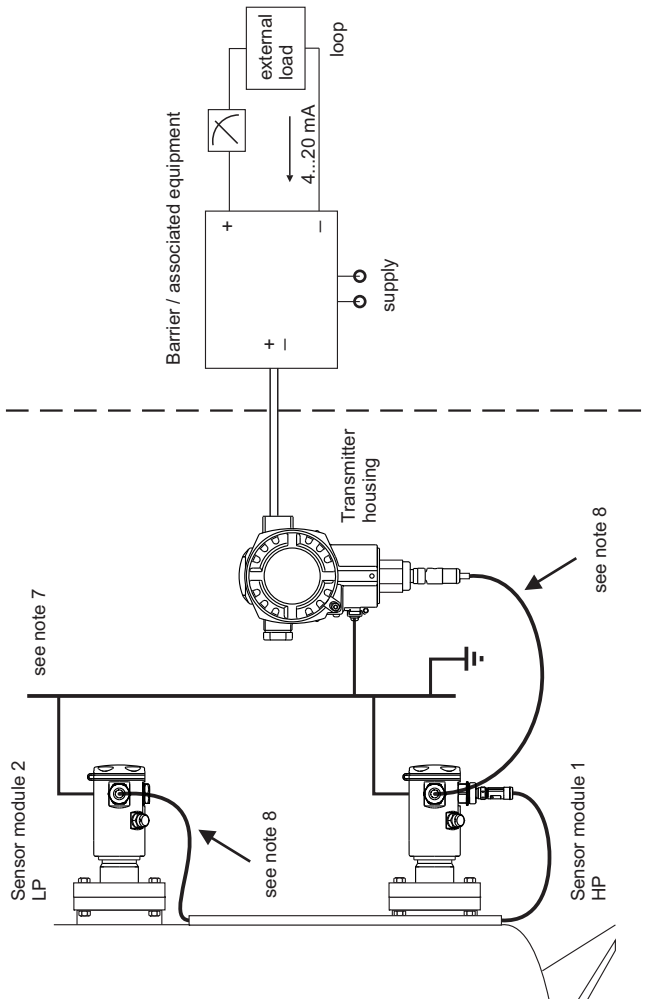 Barrier / associated equipment
+
–
+
–
supply
4...20 mA
external
load
loop
Transmitter
housing
see note 7
see note 8
Sensor module 2
LP
see note 8
Sensor module 1
HP